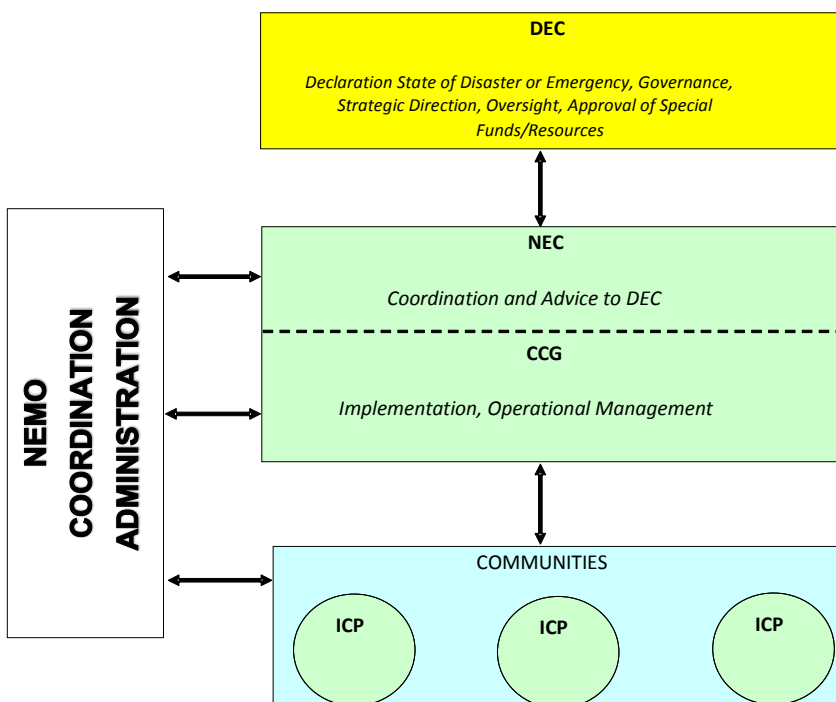 DEC
Declaration State of Disaster or Emergency, Governance,
Strategic Direction, Oversight, Approval of Special
Funds/Resources
NEMO
COORDINATION
ADMINISTRATION
NEC
Coordination and Advice to DEC
CCG
Implementation, Operational Management
COMMUNITIES
ICP
ICP
ICP